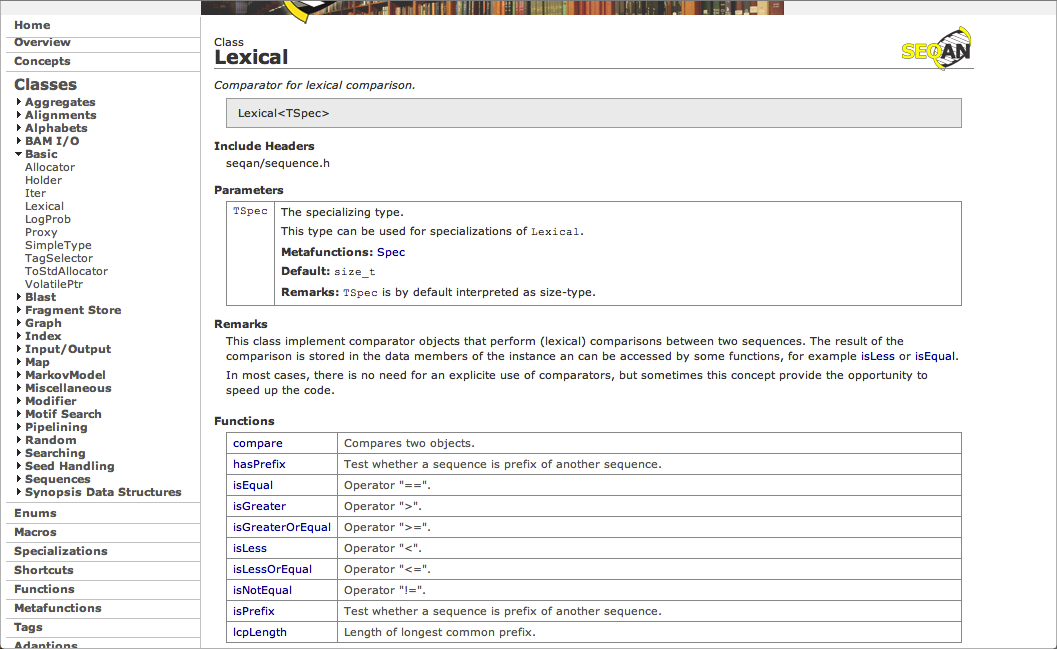 Home
Overview
Concepts
Classes
Aggregates
Alignments
Alphabets
BAM I/O
Basic
Allocator
Holder
Iter
Lexical
LogProb
Proxy
SimpleType
TagSelector
ToStdAllocator
VolatilePtr
Blast
Fragment Store
Graph
Index
Input/Output
Map
MarkovModel
Miscellaneous
Modifier
Motif Search
Pipelining
Random
Searching
Seed Handling
Sequences
Synopsis Data Structures
Enums
Macros
Specializations
Shortcuts
Functions
Metafunctions
Tags
Adaptions
Class
Lexical
SEQAN
Comparator for lexical comparison.
Lexical<TSpec>
Include Headers
seqan/sequence.h
Parameters
TSpec The specializing type.
This type can be used for specializations of Lexical.
Metafunctions: Spec
Default: size_t
Remarks: TSpec is by default interpreted as size-type.
Remarks
This class implement comparator objects that perform (lexical) comparisons between two sequences. The result of the
comparison is stored in the data members of the instance an can be accessed by some functions, for example isLess or isEqual.
In most cases, there is no need for an explicite use of comparators, but sometimes this concept provide the opportunity to
speed up the code.
Functions
compare Compares two objects.
hasPrefix Test whether a sequence is prefix of another sequence.
isEqual Operator "==".
isGreater Operator ">".
isGreaterOrEqual Operator ">=".
isLess Operator "<".
isLessOrEqual Operator "<=".
isNotEqual Operator "!=".
isPrefix Test whether a sequence is prefix of another sequence.
lcpLength Length of longest common prefix.